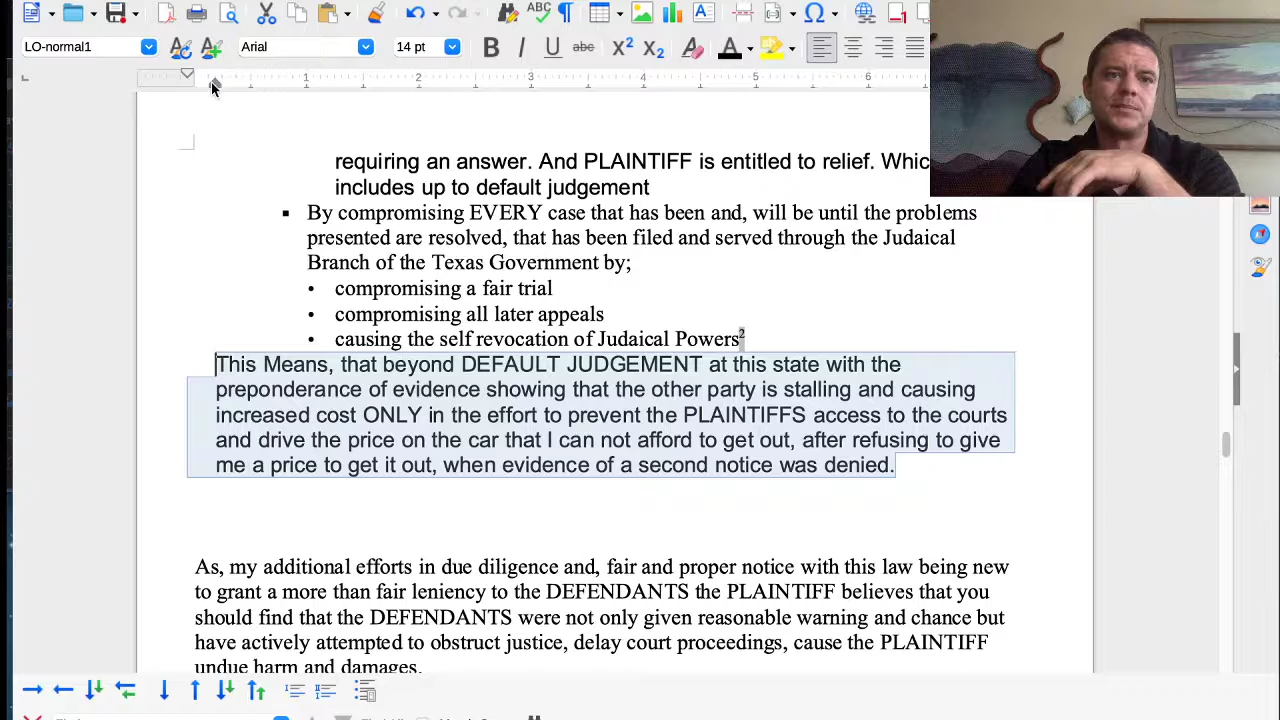 LO-normal1
Arial
14 pt
1
2
3
4
5
6
requiring an answer. And PLAINTIFF is entitled to relief. Which
includes up to default judgement
By compromising EVERY case that has been and, will be until the problems
presented are resolved, that has been filed and served through the Judaical
Branch of the Texas Government by;
compromising a fair trial
compromising all later appeals
causing the self revocation of Judaical Powers²
This Means, that beyond DEFAULT JUDGEMENT at this state with the
preponderance of evidence showing that the other party is stalling and causing
increased cost ONLY in the effort to prevent the PLAINTIFFS access to the courts
and drive the price on the car that I can not afford to get out, after refusing to give
me a price to get it out, when evidence of a second notice was denied.
As, my additional efforts in due diligence and, fair and proper notice with this law being new
to grant a more than fair leniency to the DEFENDANTS the PLAINTIFF believes that you
should find that the DEFENDANTS were not only given reasonable warning and chance but
have actively attempted to obstruct justice, delay court proceedings, cause the PLAINTIFF
undue harm and damages.